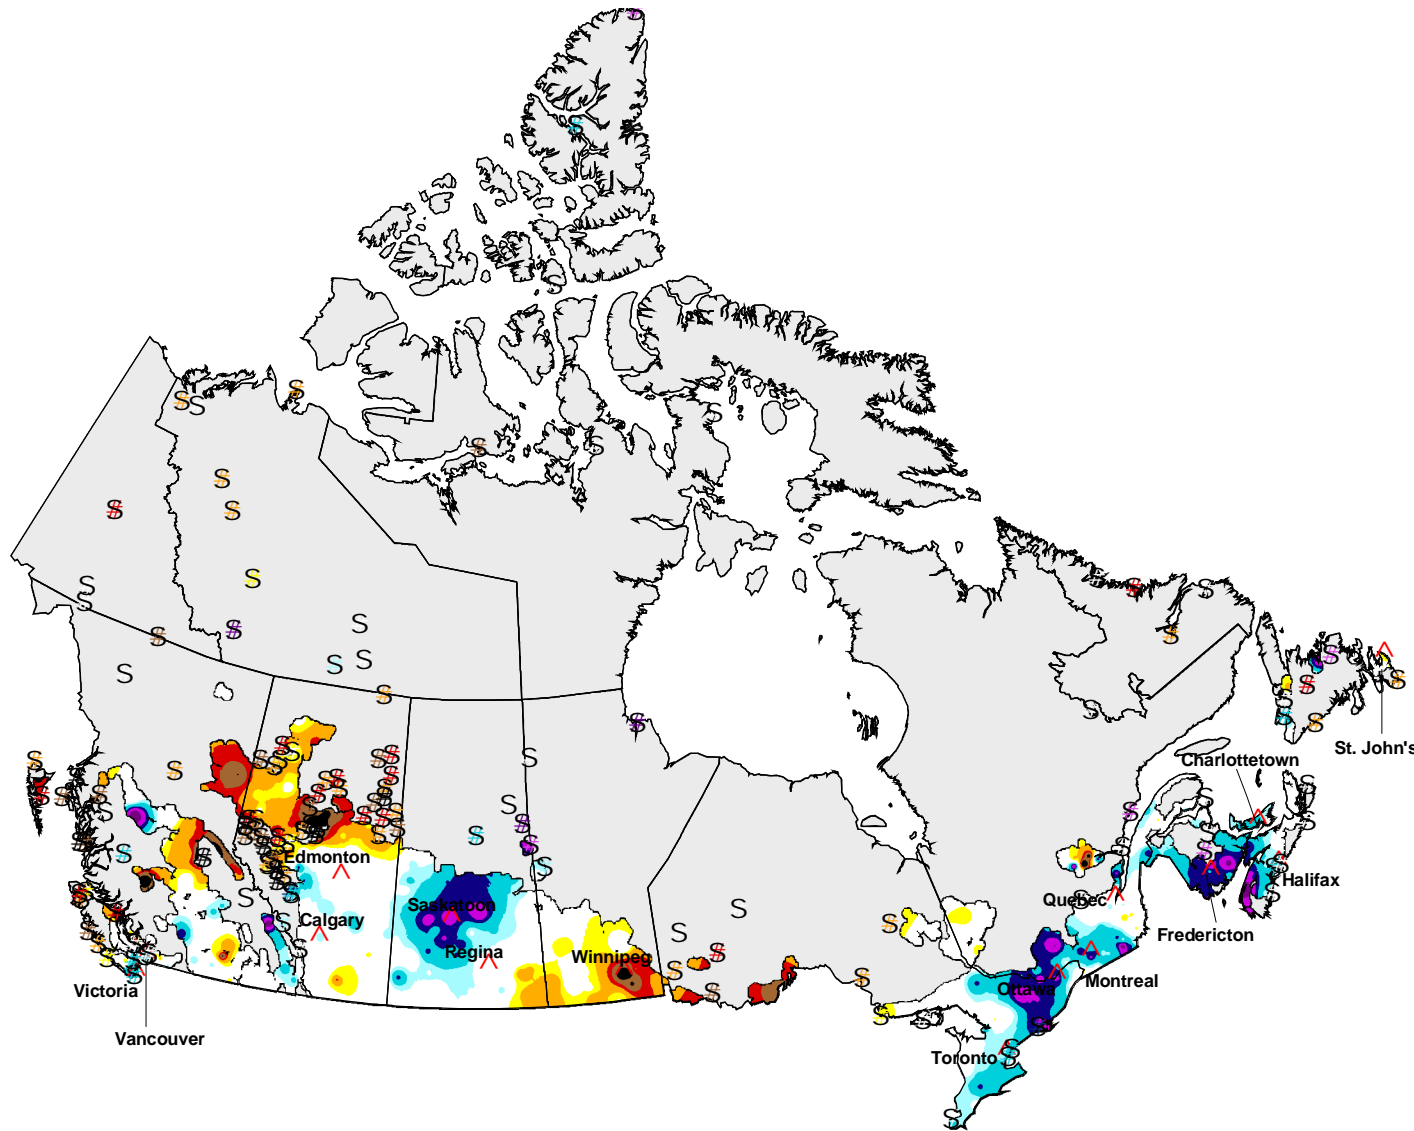 Charlottetown
St. John's
Edmonton
Halifax
Quebec
Saskatoon
Calgary
Fredericton
Regina
Winnipeg
Montreal
Ottawa
Victoria
Vancouver
Toronto